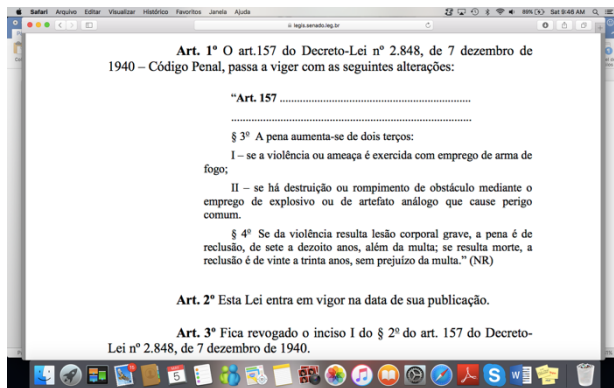 Safari Arquivo Editar Visualizar Histórico Favoritos Janela Ajuda 89% Sat 9:46 AM
legis.senado.leg.br
Art. 1º O art.157 do Decreto-Lei nº 2.848, de 7 dezembro de
1940 – Código Penal, passa a viger com as seguintes alterações:
“Art. 157 ......................................................................
................................................................................
§ 3º A pena aumenta-se de dois terços:
I – se a violência ou ameaça é exercida com emprego de arma de
fogo;
II – se há destruição ou rompimento de obstáculo mediante o
emprego de explosivo ou de artefato análogo que cause perigo
comum.
§ 4º Se da violência resulta lesão corporal grave, a pena é de
reclusão, de sete a dezoito anos, além da multa; se resulta morte, a
reclusão é de vinte a trinta anos, sem prejuízo da multa.” (NR)
Art. 2º Esta Lei entra em vigor na data de sua publicação.
Art. 3º Fica revogado o inciso I do § 2º do art. 157 do Decreto-
Lei nº 2.848, de 7 dezembro de 1940.
5